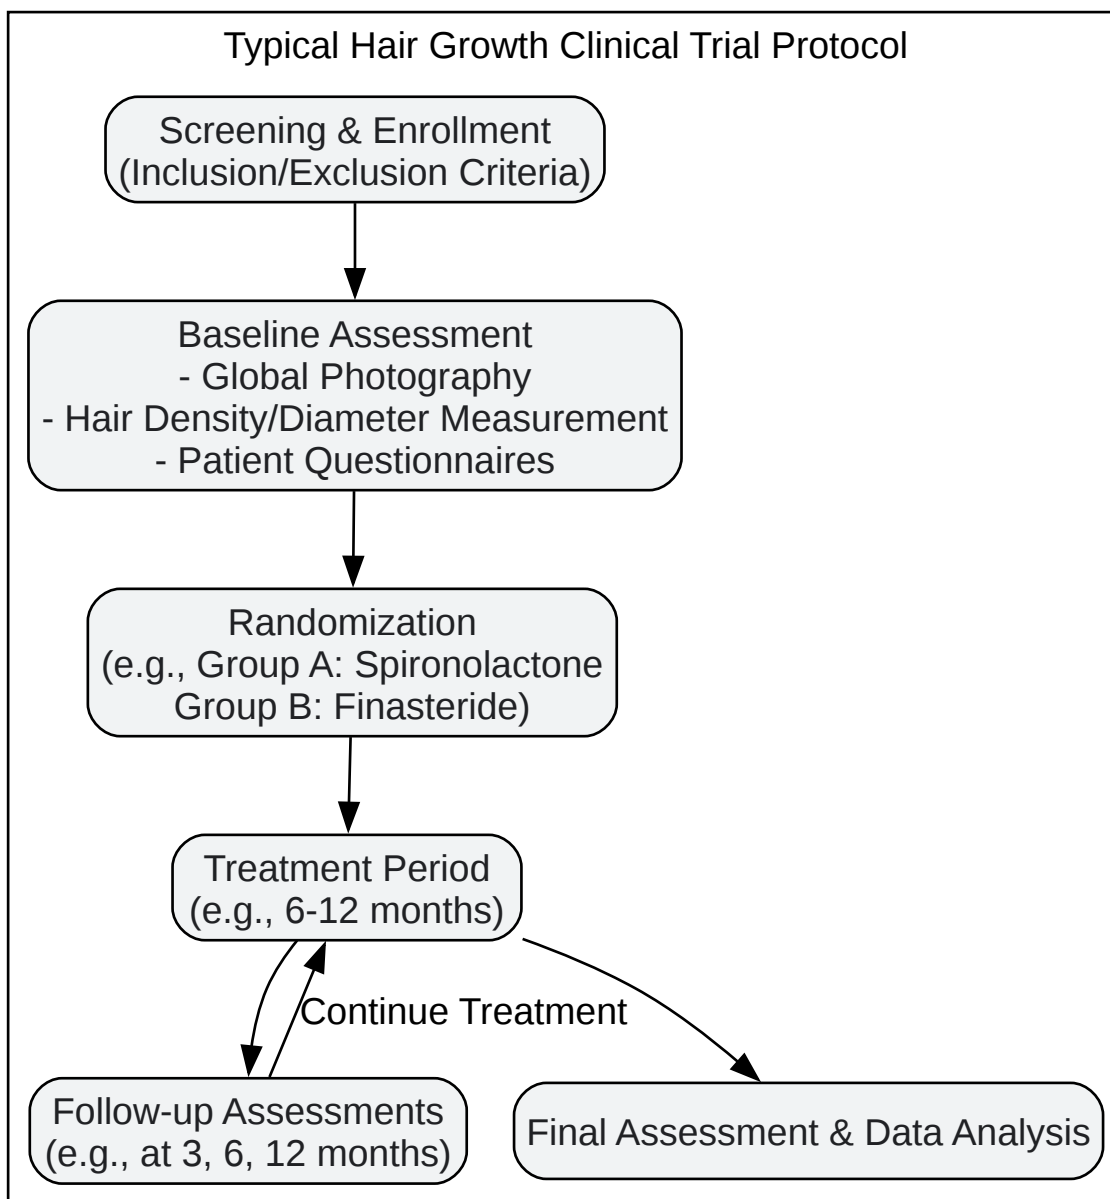 Typical Hair Growth Clinical Trial Protocol
Screening & Enrollment
(Inclusion/Exclusion Criteria)
Baseline Assessment
- Global Photography
- Hair Density/Diameter Measurement
- Patient Questionnaires
Randomization
(e.g., Group A: Spironolactone
Group B: Finasteride)
Treatment Period
(e.g., 6-12 months)
Continue Treatment
Follow-up Assessments
(e.g., at 3, 6, 12 months)
Final Assessment & Data Analysis